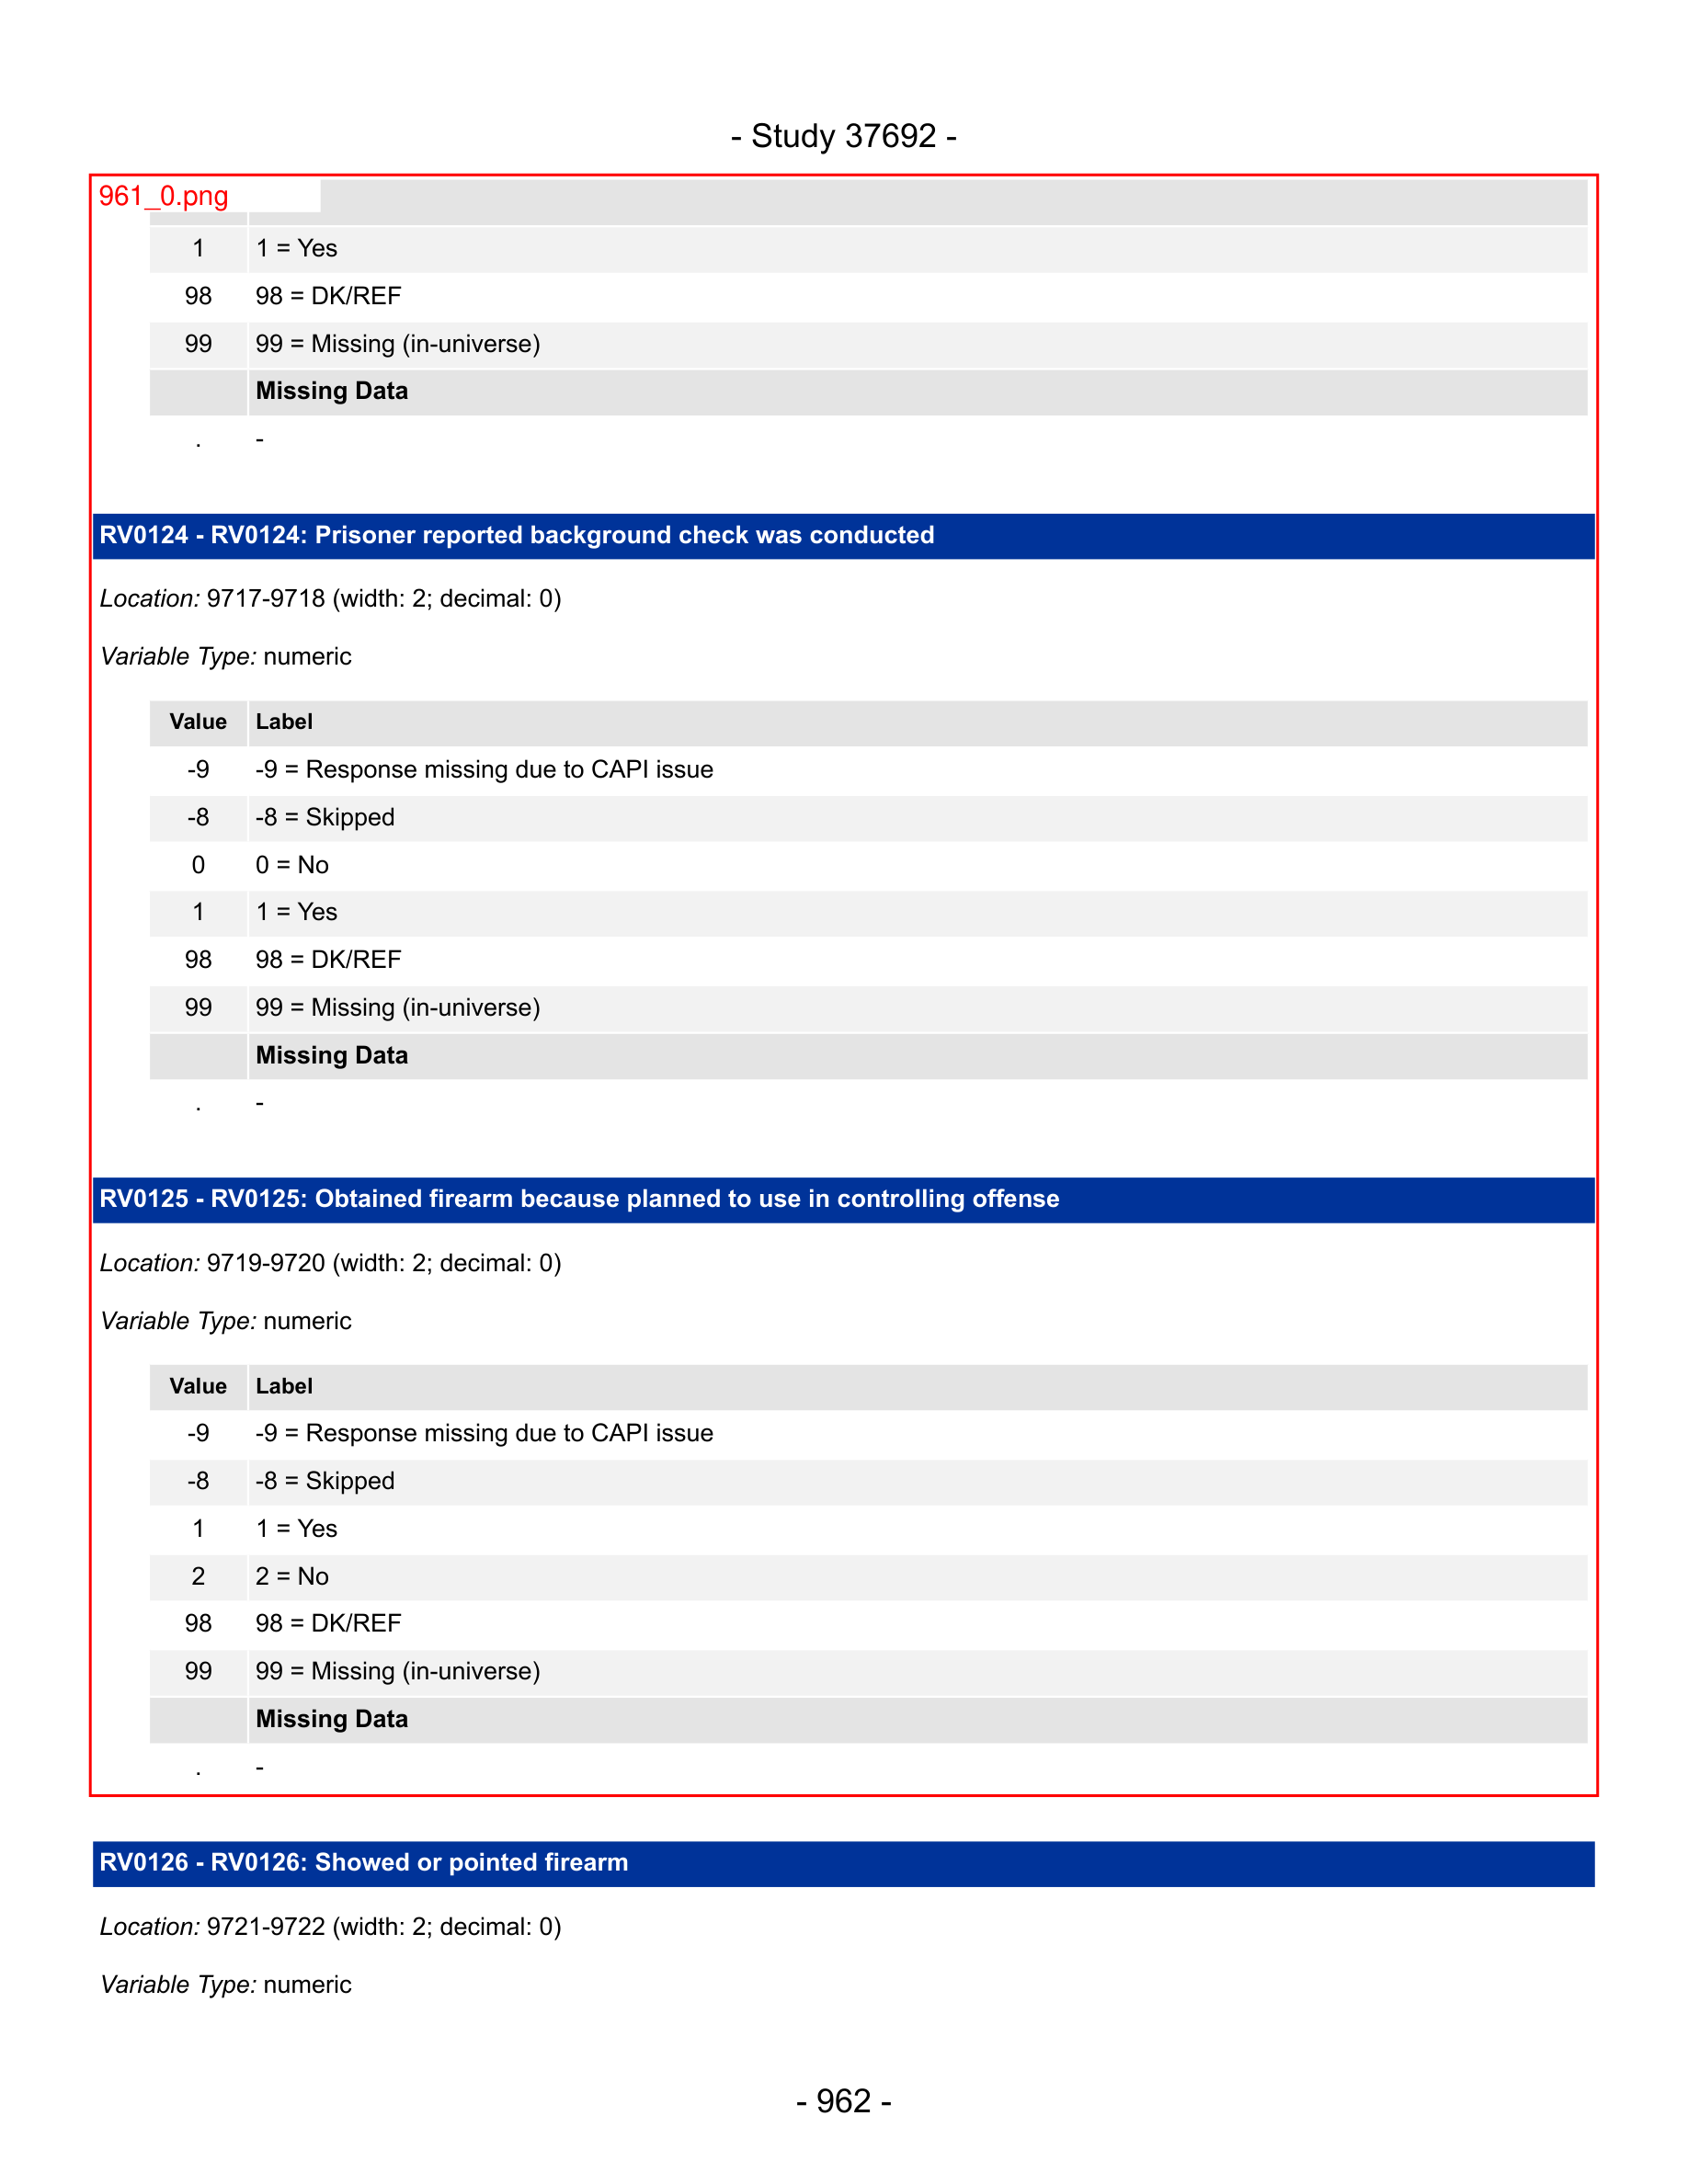 - Study 37692 -
961_0.png
1 1 = Yes
98 98 = DK/REF
99 99 = Missing (in-universe)
Missing Data
. -
RV0124 - RV0124: Prisoner reported background check was conducted
Location: 9717-9718 (width: 2; decimal: 0)
Variable Type: numeric
Value Label
-9 -9 = Response missing due to CAPI issue
-8 -8 = Skipped
0 0 = No
1 1 = Yes
98 98 = DK/REF
99 99 = Missing (in-universe)
Missing Data
. -
RV0125 - RV0125: Obtained firearm because planned to use in controlling offense
Location: 9719-9720 (width: 2; decimal: 0)
Variable Type: numeric
Value Label
-9 -9 = Response missing due to CAPI issue
-8 -8 = Skipped
1 1 = Yes
2 2 = No
98 98 = DK/REF
99 99 = Missing (in-universe)
Missing Data
. -
RV0126 - RV0126: Showed or pointed firearm
Location: 9721-9722 (width: 2; decimal: 0)
Variable Type: numeric
- 962 -